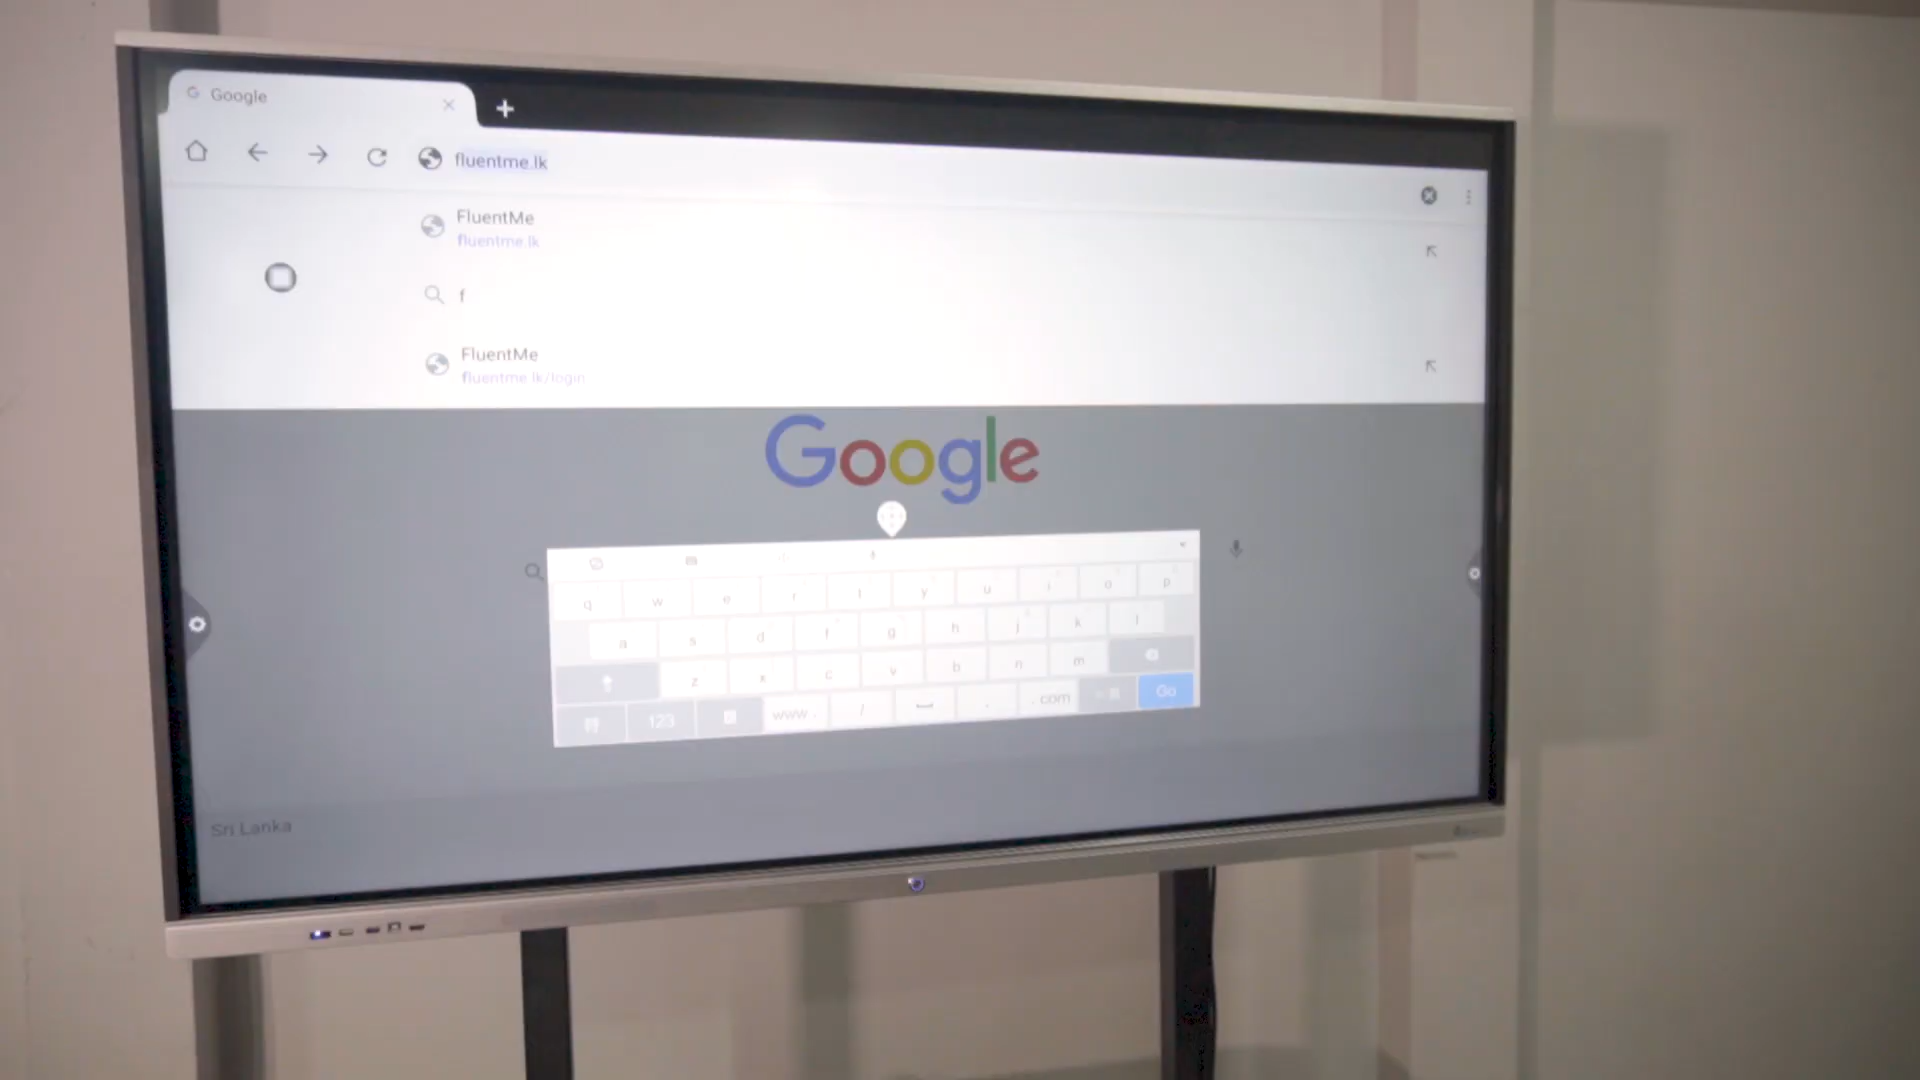 Google
fluentme.lk
FluentMe
fluentme.lk
f
FluentMe
fluentme.lk/login
Google
q w e r t y u i o p
a s d f g h j k l
z x c v b n m
123 www. / . .com Go
Sri Lanka